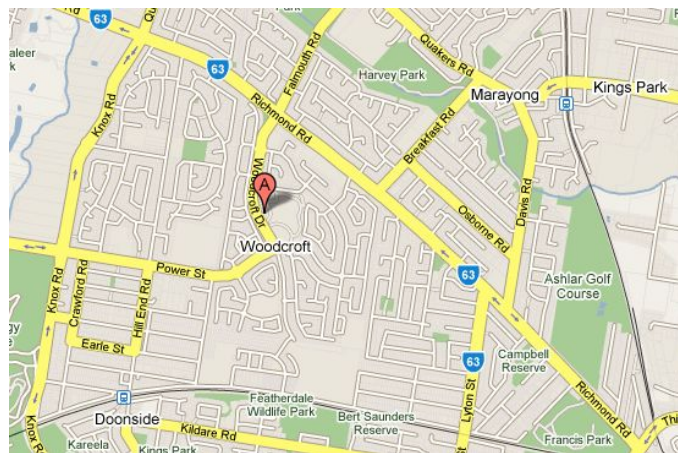 63
Quakers Rd
aleer
Falmouth Rd
Harvey Park
63
Marayong
Kings Park
Knox Rd
Richmond Rd
Breakfast Rd
Woodcroft Dr
A
Osborne Rd
Davis Rd
Woodcroft
Power St
63
Ashlar Golf
Course
Knox Rd
Crawford Rd
Hill End Rd
Earle St
Campbell
Reserve
63
Lyton St
Richmond Rd
Featherdale
Wildlife Park
Doonside
Bert Saunders
Reserve
Knox Rd
Kildare Rd
Kareela
Kings Park
Francis Park